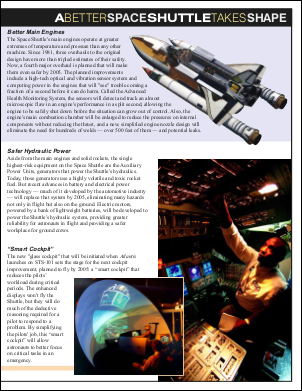 ABETTERSPACESHUTTLETAKESSHAPE
Better Main Engines
The Space Shuttle's main engines operate at greater
extremes of temperature and pressure than any other
machine. Since 1981, three overhauls to the original
design have more than tripled estimates of their safety.
Now, a fourth major overhaul is planned that will make
them even safer by 2005. The planned improvements
include a high-tech optical and vibration sensor system and
computing power in the engines that will "see" trouble coming a
fraction of a second before it can do harm. Called the Advanced
Health Monitoring System, the sensors will detect and track an almost
microscopic flaw in an engine's performance in a split second, allowing the
engine to be safely shut down before the situation can grow out of control. Also, the
engine's main combustion chamber will be enlarged to reduce the pressures on internal
components without reducing the thrust, and a new, simplified engine nozzle design will
eliminate the need for hundreds of welds — over 500 feet of them — and potential leaks.
Safer Hydraulic Power
Aside from the main engines and solid rockets, the single
highest-risk equipment on the Space Shuttle are the Auxiliary
Power Units, generators that power the Shuttle's hydraulics.
Today, those generators use a highly volatile and toxic rocket
fuel. But recent advances in battery and electrical power
technology — much of it developed by the automotive industry
— will replace that system by 2005, eliminating many hazards
not only in flight but also on the ground. Electric motors,
powered by a bank of lightweight batteries, will be developed to
power the Shuttle's hydraulic system, providing greater
reliability for astronauts in flight and providing a safer
workplace for ground crews.
"Smart Cockpit"
The new "glass cockpit" that will be initiated when Atlantis
launches on STS-101 sets the stage for the next cockpit
improvement, planned to fly by 2005: a "smart cockpit" that
reduces the pilots'
workload during critical
periods. The enhanced
displays won't fly the
Shuttle, but they will do
much of the deductive
reasoning required for a
pilot to respond to a
problem. By simplifying
the pilots' job, this "smart
cockpit" will allow
astronauts to better focus
on critical tasks in an
emergency.